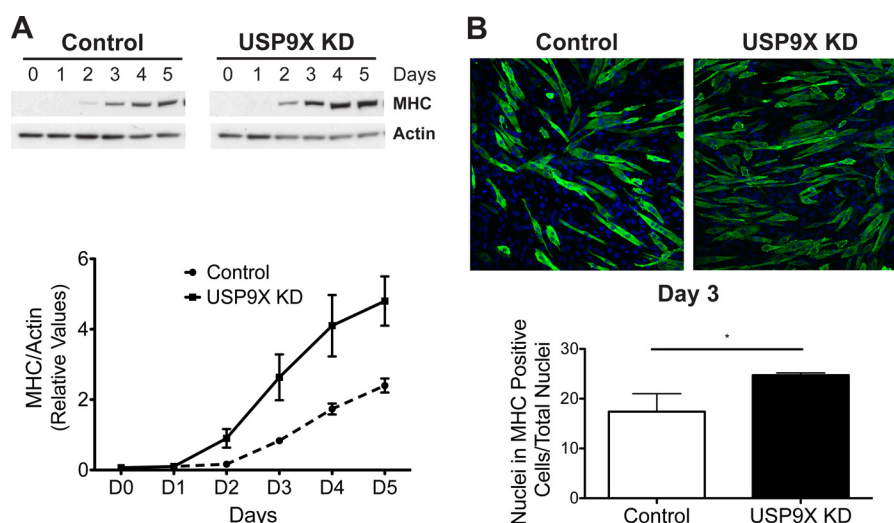 A
Control USP9X KD
0 1 2 3 4 5 0 1 2 3 4 5 Days
MHC
Actin
6
4
2
0
MHC/Actin
(Relative Values)
Control
USP9X KD
D0 D1 D2 D3 D4 D5
Days
B
Control USP9X KD
Day 3
*
30
20
10
0
Nuclei in MHC Positive
Cells/Total Nuclei
Control USP9X KD